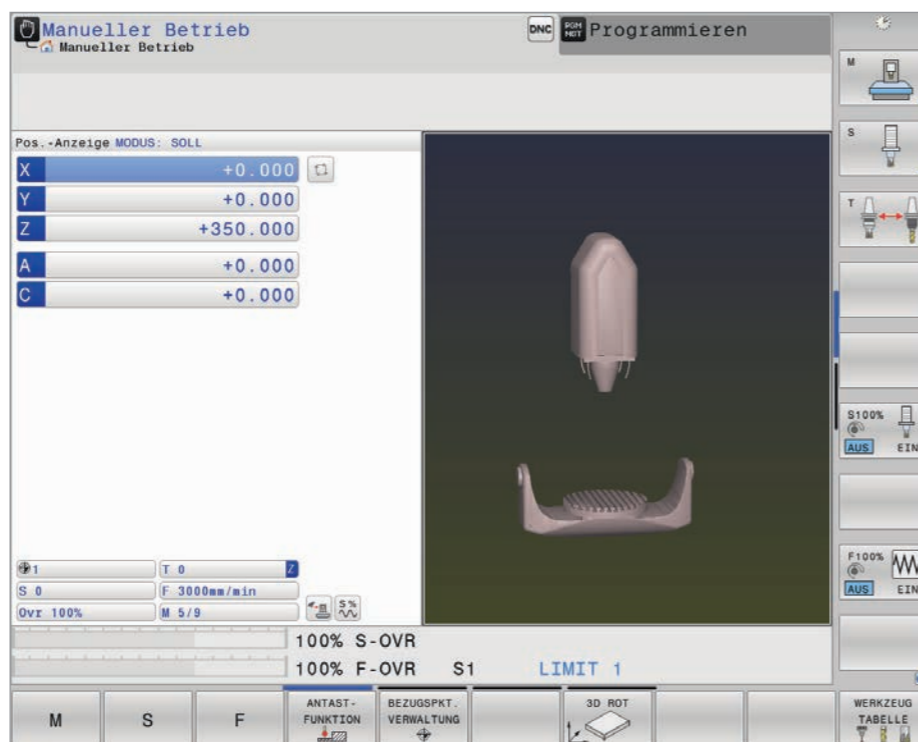 Manueller Betrieb
Manueller Betrieb
DNC
PGM MGT
Programmieren
Pos.-Anzeige MODUS: SOLL
X +0.000
Y +0.000
Z +350.000
A +0.000
C +0.000
1
T 0
Z
S 0
F 3000mm/min
Ovr 100%
M 5/9
S %
100% S-OVR
100% F-OVR S1 LIMIT 1
M
S
T
S100%
AUS EIN
F100%
AUS EIN
M
S
F
ANTAST-
FUNKTION
BEZUGSPKT.
VERWALTUNG
3D ROT
WERKZEUG
TABELLE